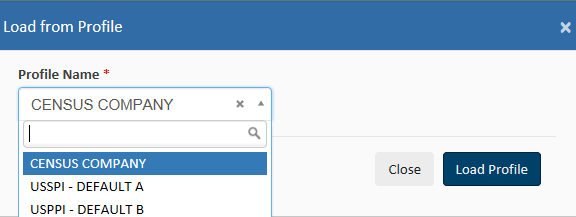 Load from Profile
Profile Name *
CENSUS COMPANY
CENSUS COMPANY
USSPI - DEFAULT A
USPPI - DEFAULT B
Close
Load Profile